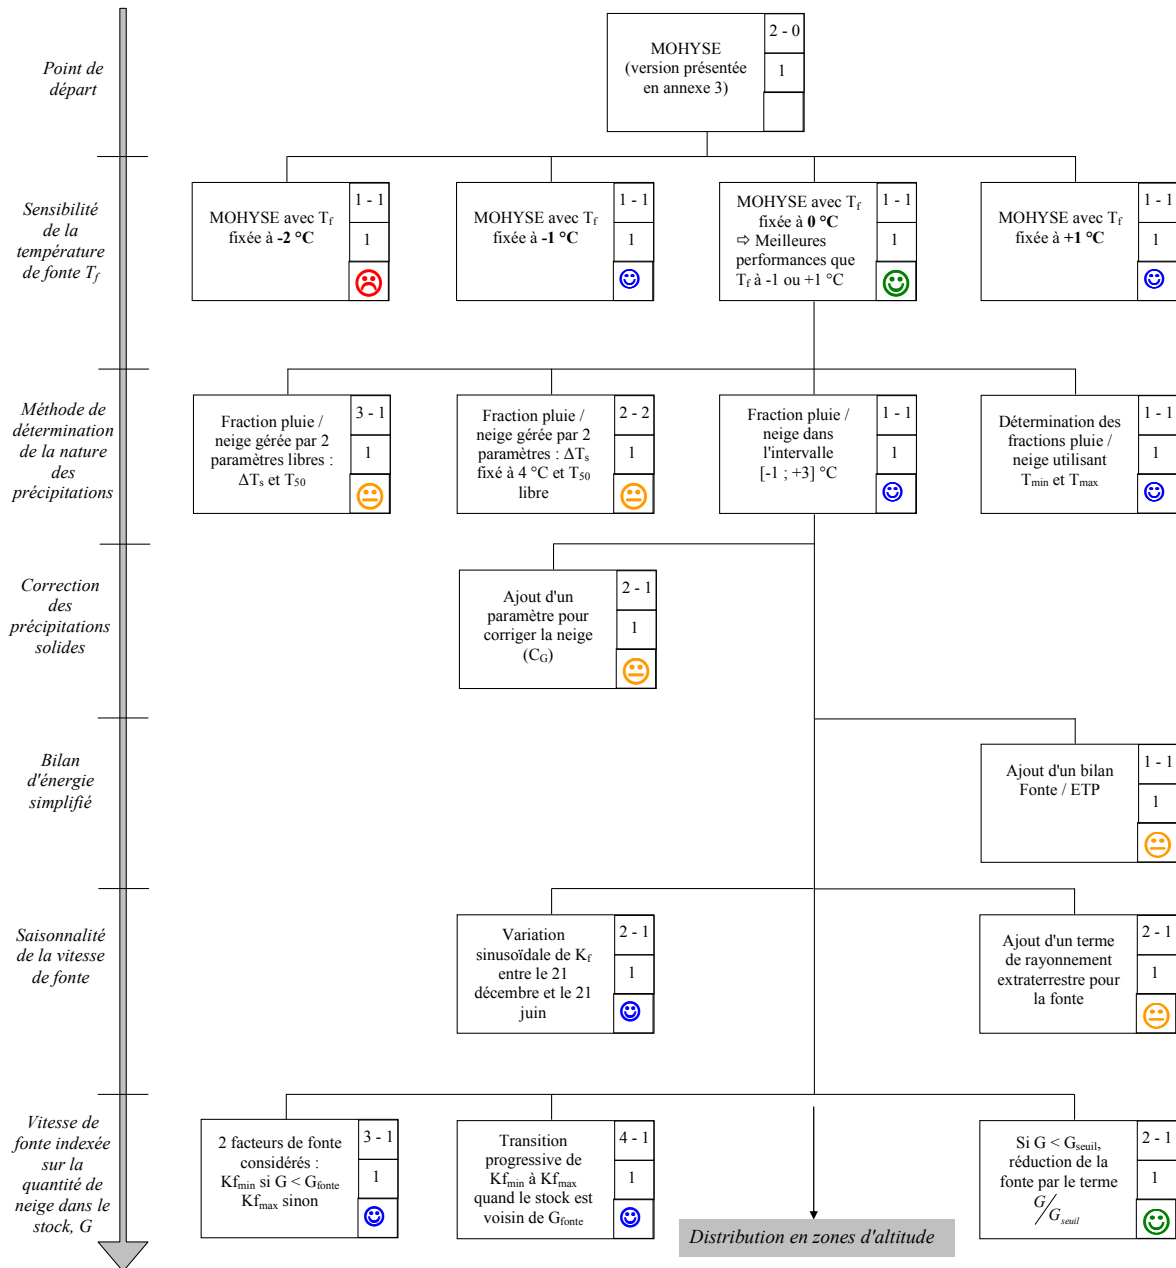 Point de
départ
MOHYSE
(version présentée
en annexe 3)
2 - 0
1
Sensibilité
de la
température
de fonte Tf
MOHYSE avec Tf
fixée à -2 °C
1 - 1
1
MOHYSE avec Tf
fixée à -1 °C
1 - 1
1
MOHYSE avec Tf
fixée à 0 °C
⇨ Meilleures
performances que
Tf à -1 ou +1 °C
1 - 1
1
MOHYSE avec Tf
fixée à +1 °C
1 - 1
1
Méthode de
détermination
de la nature
des
précipitations
Fraction pluie /
neige gérée par 2
paramètres libres :
ΔTs et T50
3 - 1
1
Fraction pluie /
neige gérée par 2
paramètres : ΔTs
fixé à 4 °C et T50
libre
2 - 2
1
Fraction pluie /
neige dans
l'intervalle
[-1 ; +3] °C
1 - 1
1
Détermination des
fractions pluie /
neige utilisant
Tmin et Tmax
1 - 1
1
Correction
des
précipitations
solides
Ajout d'un
paramètre pour
corriger la neige
(CG)
2 - 1
1
Bilan
d'énergie
simplifié
Ajout d'un bilan
Fonte / ETP
1 - 1
1
Saisonnalité
de la vitesse
de fonte
Variation
sinusoïdale de Kf
entre le 21
décembre et le 21
juin
2 - 1
1
Ajout d'un terme
de rayonnement
extraterrestre pour
la fonte
2 - 1
1
Vitesse de
fonte indexée
sur la
quantité de
neige dans le
stock, G
2 facteurs de fonte
considérés :
Kfmin si G < Gfonte
Kfmax sinon
3 - 1
1
Transition
progressive de
Kfmin à Kfmax
quand le stock est
voisin de Gfonte
4 - 1
1
Si G < Gseuil,
réduction de la
fonte par le terme
G/Gseuil
2 - 1
1
Distribution en zones d'altitude